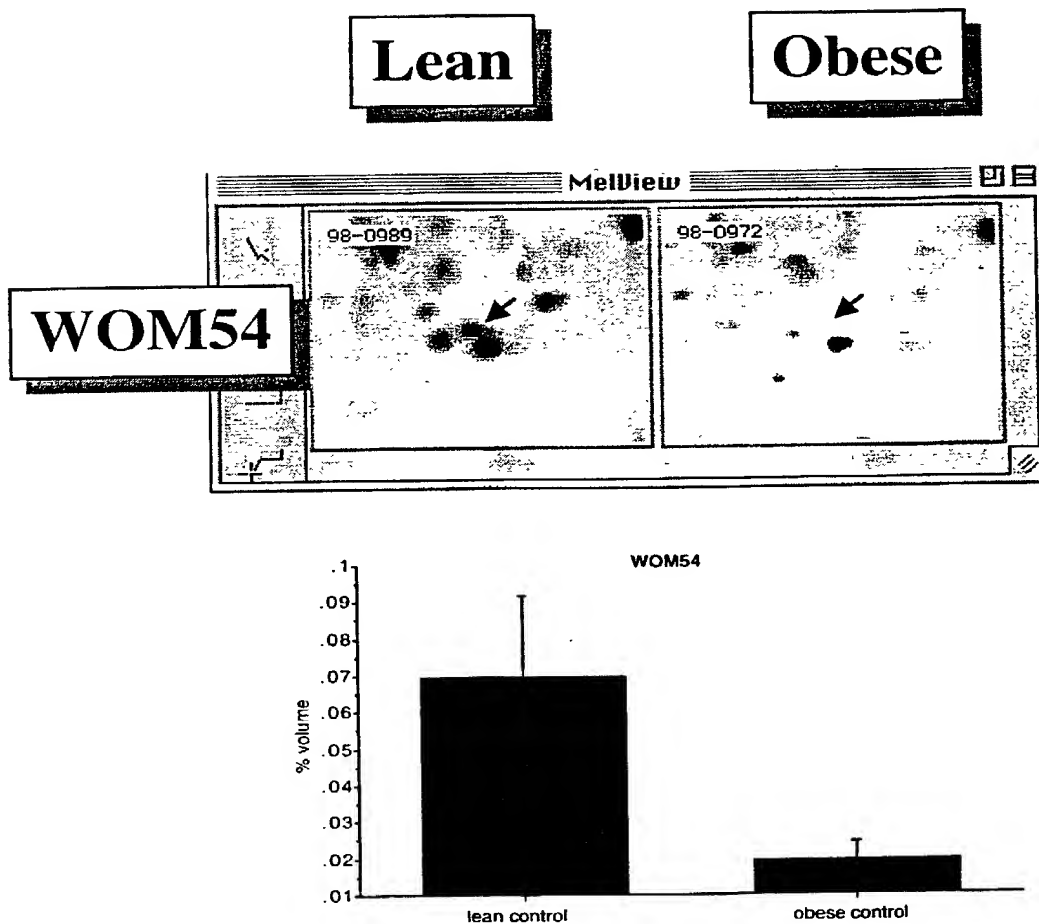 Lean
Obese
MelView
98-0989
98-0972
WOM54
WOM54
.1
.09
.08
.07
.06
.05
.04
.03
.02
.01
% volume
lean control
obese control